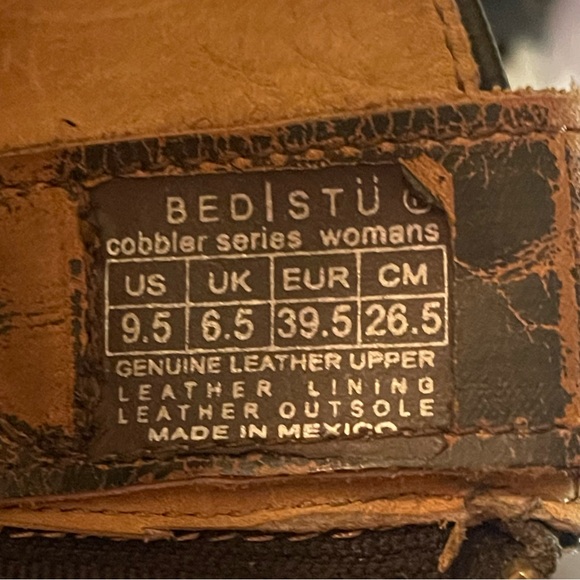 BED|STÜ ®
cobbler series womans
US UK EUR CM
9.5 6.5 39.5 26.5
GENUINE LEATHER UPPER
LEATHER LINING
LEATHER OUTSOLE
MADE IN MEXICO